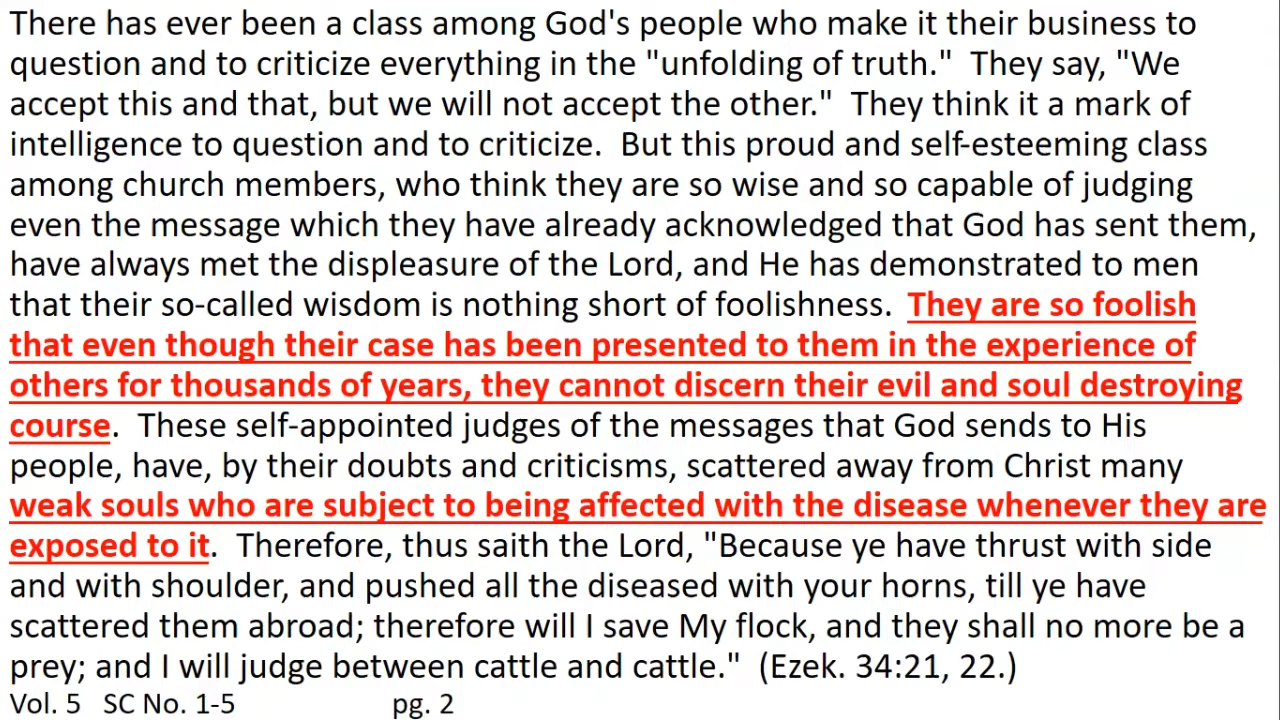 There has ever been a class among God's people who make it their business to
question and to criticize everything in the "unfolding of truth."  They say, "We
accept this and that, but we will not accept the other."  They think it a mark of
intelligence to question and to criticize.  But this proud and self-esteeming class
among church members, who think they are so wise and so capable of judging
even the message which they have already acknowledged that God has sent them,
have always met the displeasure of the Lord, and He has demonstrated to men
that their so-called wisdom is nothing short of foolishness.  They are so foolish
that even though their case has been presented to them in the experience of
others for thousands of years, they cannot discern their evil and soul destroying
course.  These self-appointed judges of the messages that God sends to His
people, have, by their doubts and criticisms, scattered away from Christ many
weak souls who are subject to being affected with the disease whenever they are
exposed to it.  Therefore, thus saith the Lord, "Because ye have thrust with side
and with shoulder, and pushed all the diseased with your horns, till ye have
scattered them abroad; therefore will I save My flock, and they shall no more be a
prey; and I will judge between cattle and cattle."  (Ezek. 34:21, 22.)
Vol. 5   SC No. 1-5                    pg. 2